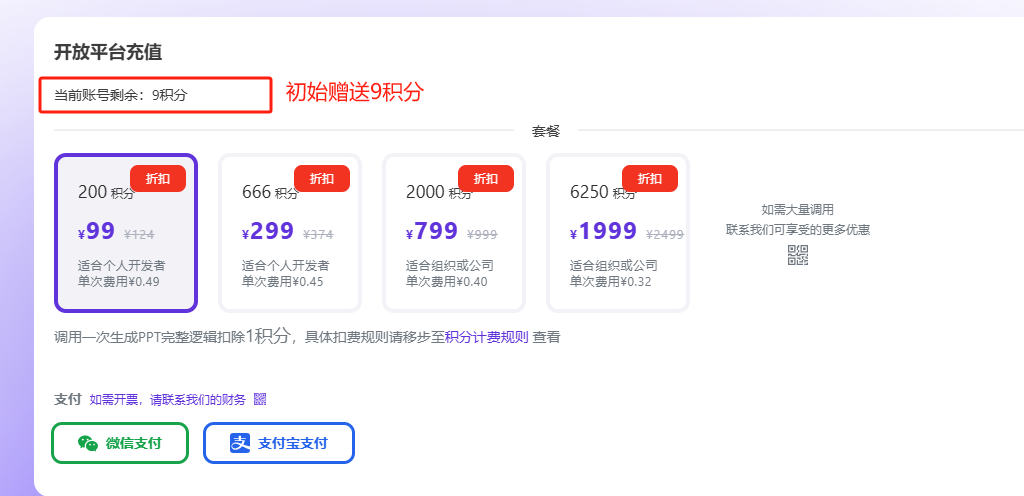 开放平台充值
当前账号剩余：9积分
初始赠送9积分
套餐
折扣
200 积分
¥99 ¥124
适合个人开发者
单次费用¥0.49
折扣
666 积分
¥299 ¥374
适合个人开发者
单次费用¥0.45
折扣
2000 积分
¥799 ¥999
适合组织或公司
单次费用¥0.40
折扣
6250 积分
¥1999 ¥2499
适合组织或公司
单次费用¥0.32
如需大量调用
联系我们可享受的更多优惠
调用一次生成PPT完整逻辑扣除1积分，具体扣费规则请移步至积分计费规则 查看
支付 如需开票，请联系我们的财务
微信支付
支 支付宝支付